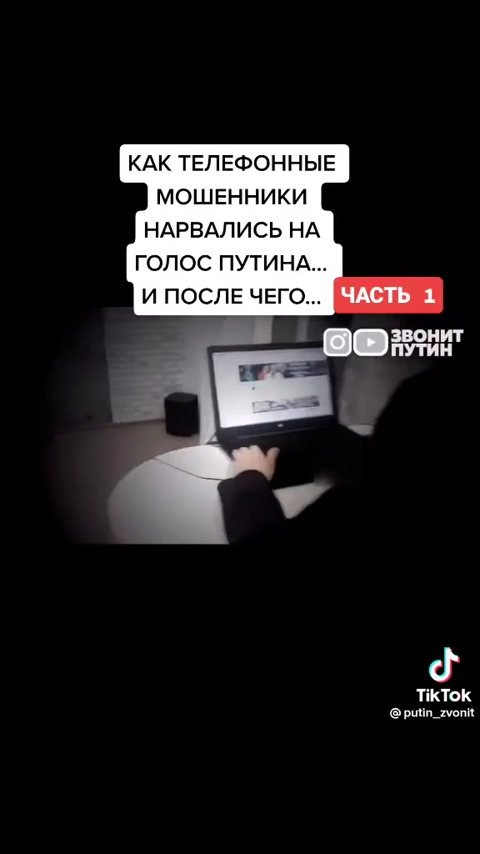 КАК ТЕЛЕФОННЫЕ
МОШЕННИКИ
НАРВАЛИСЬ НА
ГОЛОС ПУТИНА...
И ПОСЛЕ ЧЕГО... ЧАСТЬ 1
ЗВОНИТ
ПУТИН
TikTok
@putin_zvonit